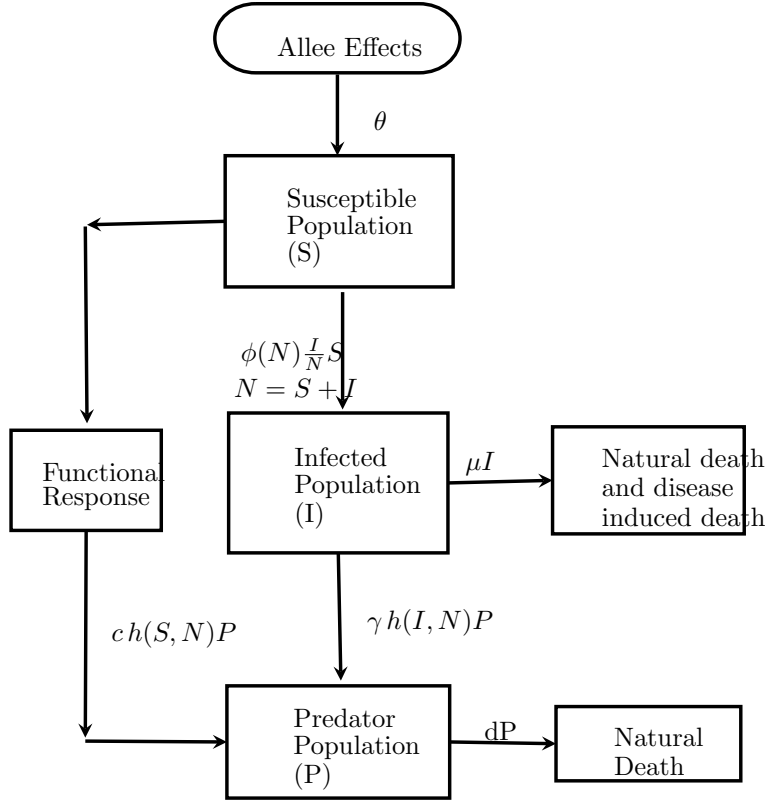 Allee Effects
θ
Susceptible
Population
(S)
ϕ(N) I/N S
N = S + I
Functional
Response
Infected
Population
(I)
μI
Natural death
and disease
induced death
c h(S, N)P
γ h(I, N)P
Predator
Population
(P)
dP
Natural
Death